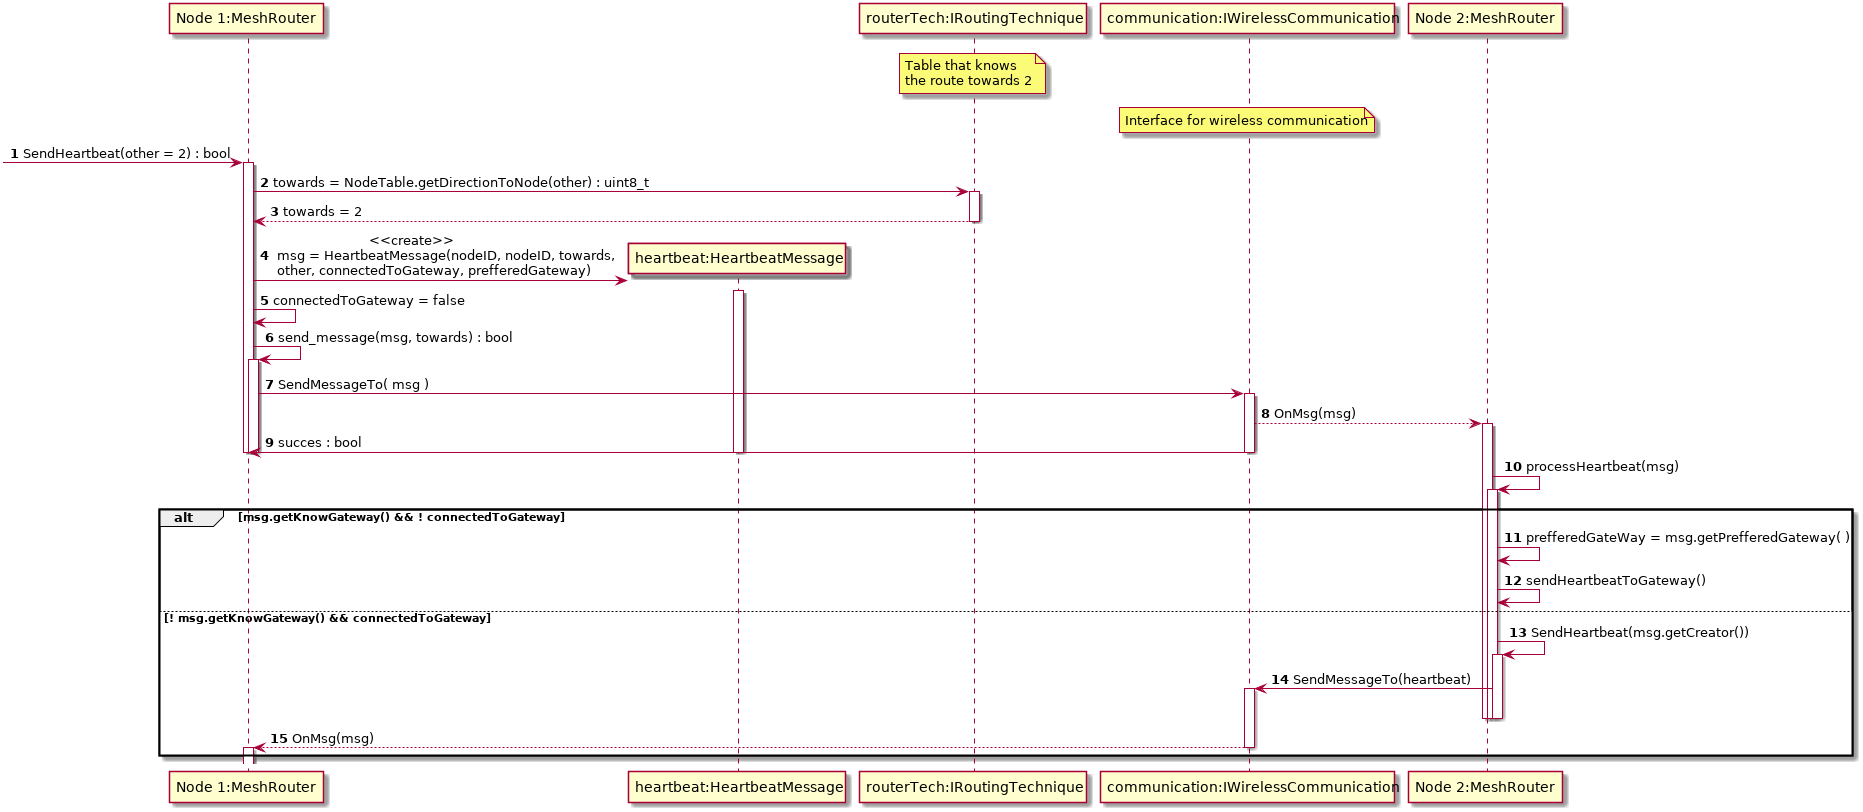 Node 1:MeshRouter
routerTech:IRoutingTechnique
communication:IWirelessCommunication
Node 2:MeshRouter
Table that knows
the route towards 2
Interface for wireless communication
1 SendHeartbeat(other = 2) : bool
2 towards = NodeTable.getDirectionToNode(other) : uint8_t
3 towards = 2
<<create>>
4 msg = HeartbeatMessage(nodeID, nodeID, towards,
other, connectedToGateway, prefferedGateway)
heartbeat:HeartbeatMessage
5 connectedToGateway = false
6 send_message(msg, towards) : bool
7 SendMessageTo( msg )
8 OnMsg(msg)
9 succes : bool
10 processHeartbeat(msg)
alt [msg.getKnowGateway() && ! connectedToGateway]
11 prefferedGateWay = msg.getPrefferedGateway( )
12 sendHeartbeatToGateway()
[! msg.getKnowGateway() && connectedToGateway]
13 SendHeartbeat(msg.getCreator())
14 SendMessageTo(heartbeat)
15 OnMsg(msg)
Node 1:MeshRouter
heartbeat:HeartbeatMessage
routerTech:IRoutingTechnique
communication:IWirelessCommunication
Node 2:MeshRouter